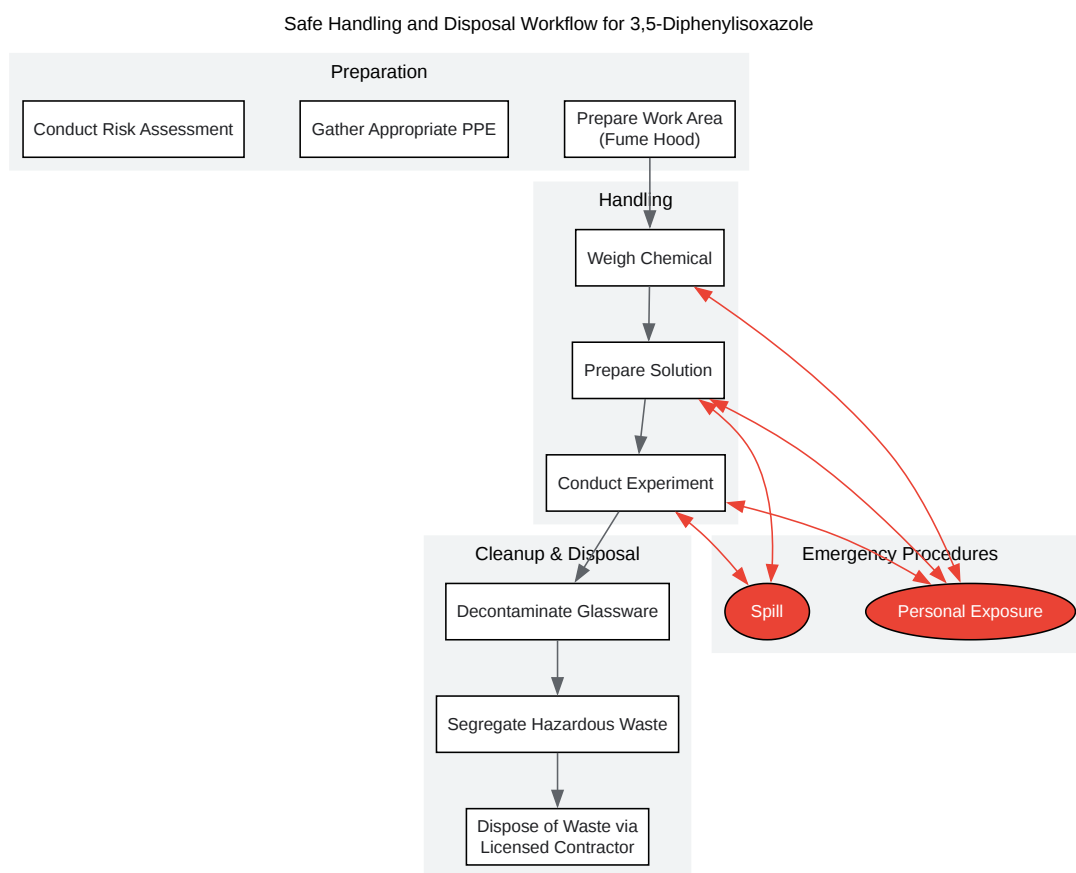 Safe Handling and Disposal Workflow for 3,5-Diphenylisoxazole
Preparation
Conduct Risk Assessment
Gather Appropriate PPE
Prepare Work Area
(Fume Hood)
Handling
Weigh Chemical
Prepare Solution
Conduct Experiment
Cleanup & Disposal
Emergency Procedures
Decontaminate Glassware
Spill
Personal Exposure
Segregate Hazardous Waste
Dispose of Waste via
Licensed Contractor